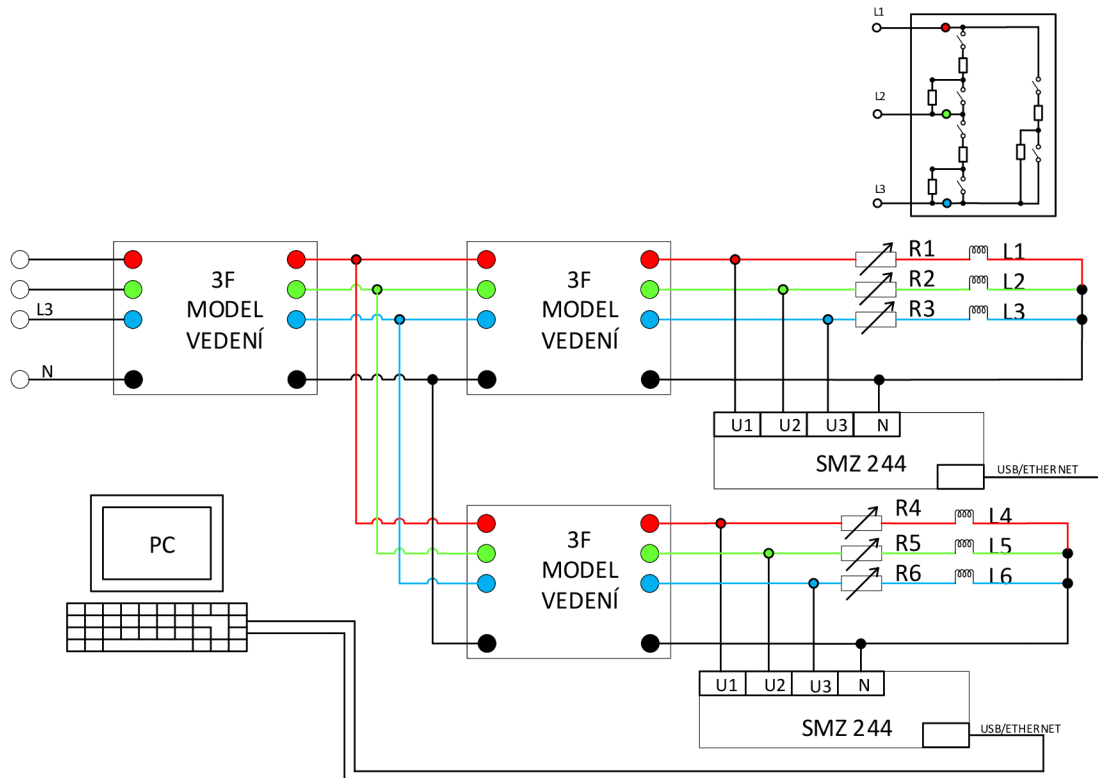 L1
L2
L3
3F
MODEL
VEDENÍ
3F
MODEL
VEDENÍ
R1
L1
R2
L2
R3
L3
L3
N
U1
U2
U3
N
SMZ 244
USB/ETHERNET
PC
3F
MODEL
VEDENÍ
R4
L4
R5
L5
R6
L6
U1
U2
U3
N
SMZ 244
USB/ETHERNET